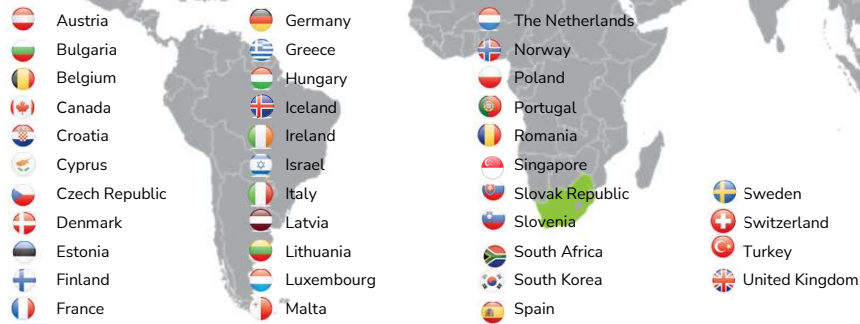 Austria
Bulgaria
Belgium
Canada
Croatia
Cyprus
Czech Republic
Denmark
Estonia
Finland
France
Germany
Greece
Hungary
Iceland
Ireland
Israel
Italy
Latvia
Lithuania
Luxembourg
Malta
The Netherlands
Norway
Poland
Portugal
Romania
Singapore
Slovak Republic
Slovenia
South Africa
South Korea
Spain
Sweden
Switzerland
Turkey
United Kingdom